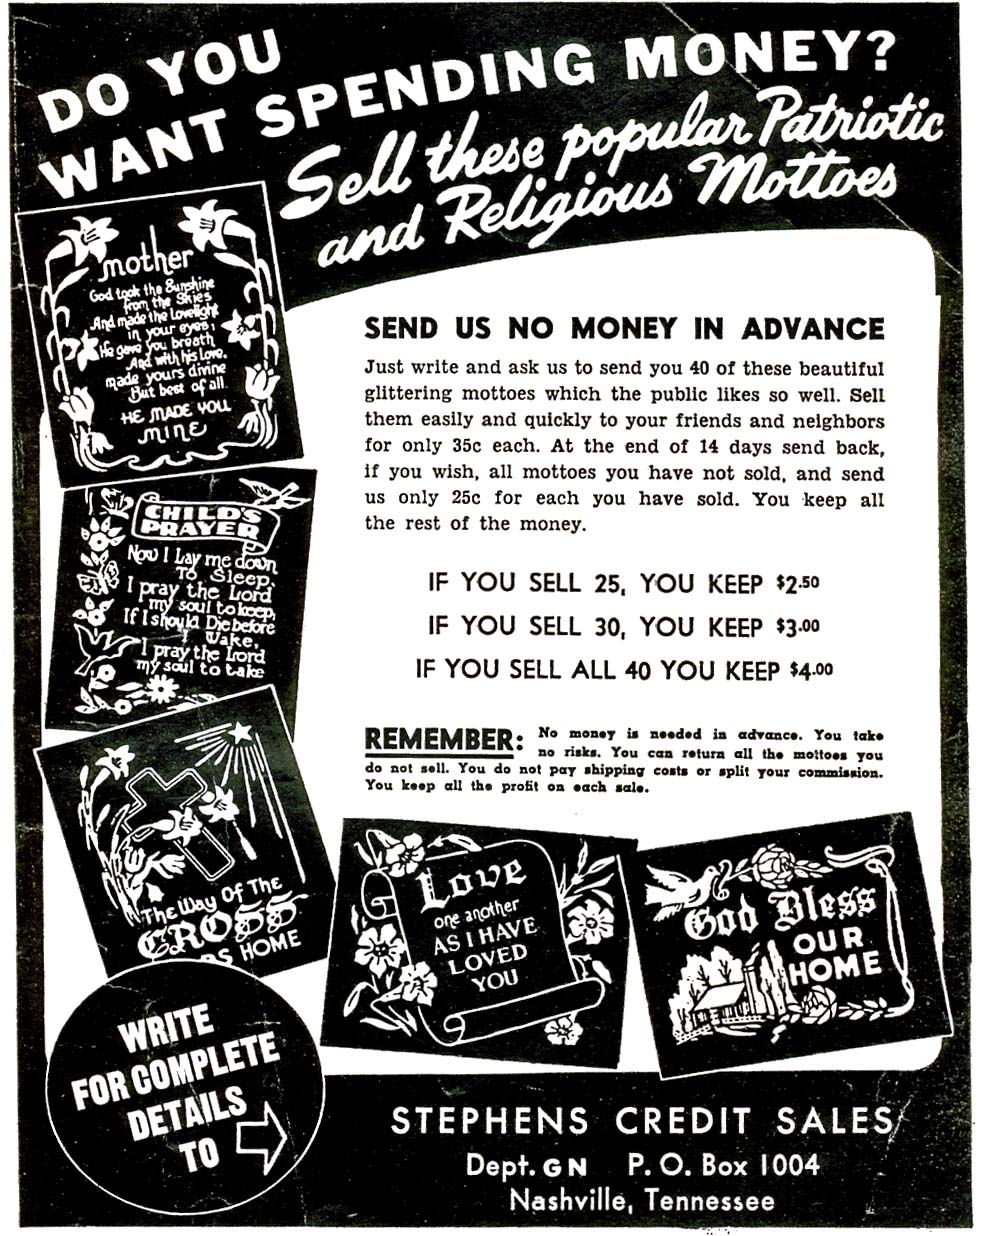 DO YOU
WANT SPENDING MONEY?
Sell these popular Patriotic
and Religious Mottoes
mother
God took the Sunshine
from the Skies
And made the Lovelight
in your eyes;
He gave you breath
And with his Love,
made yours divine
But best of all.
HE MADE YOU
MINE
CHILD'S
PRAYER
Now I Lay me down
To Sleep,
I pray the Lord
my soul to keep,
If I should Die before
I Wake,
I pray the Lord
my soul to take
The Way Of The
CROSS
DS HOME
SEND US NO MONEY IN ADVANCE
Just write and ask us to send you 40 of these beautiful
glittering mottoes which the public likes so well. Sell
them easily and quickly to your friends and neighbors
for only 35c each. At the end of 14 days send back,
if you wish, all mottoes you have not sold, and send
us only 25c for each you have sold. You keep all
the rest of the money.
IF YOU SELL 25, YOU KEEP $2.50
IF YOU SELL 30, YOU KEEP $3.00
IF YOU SELL ALL 40 YOU KEEP $4.00
REMEMBER: No money is needed in advance. You take
no risks. You can return all the mottoes you
do not sell. You do not pay shipping costs or split your commission.
You keep all the profit on each sale.
Love
one another
AS I HAVE
LOVED
YOU
God Bless
OUR
HOME
WRITE
FOR COMPLETE
DETAILS
TO
STEPHENS CREDIT SALES
Dept. GN P. O. Box 1004
Nashville, Tennessee